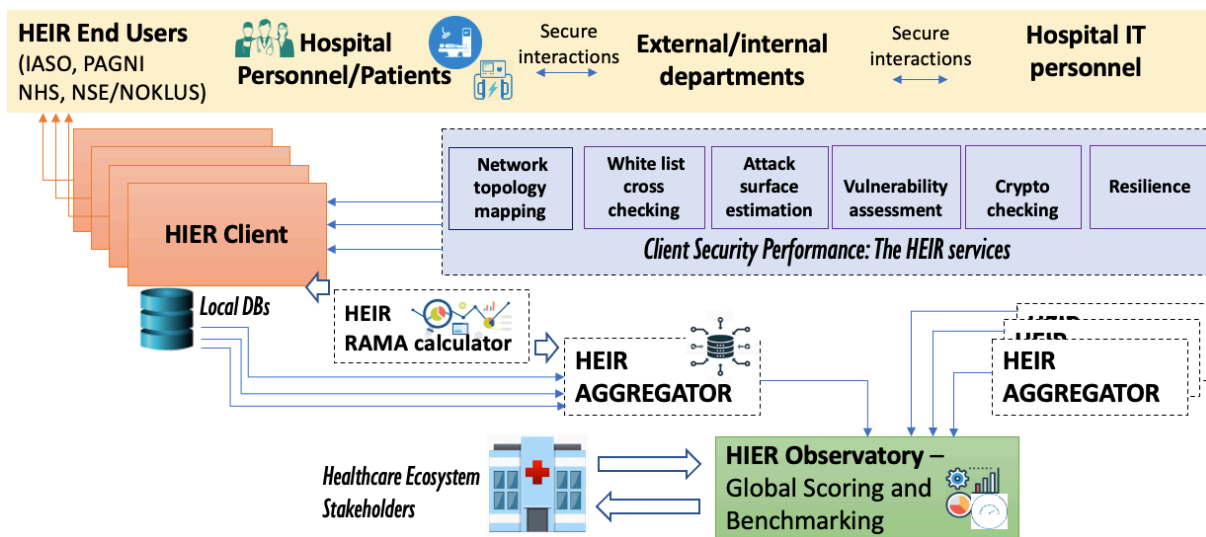 HEIR End Users
(IASO, PAGNI
NHS, NSE/NOKLUS)
Hospital
Personnel/Patients
Secure
interactions
External/internal
departments
Secure
interactions
Hospital IT
personnel
HIER Client
Network
topology
mapping
White list
cross
checking
Attack
surface
estimation
Vulnerability
assessment
Crypto
checking
Resilience
Client Security Performance: The HEIR services
Local DBs
HEIR
RAMA calculator
HEIR
AGGREGATOR
HEIR
AGGREGATOR
Healthcare Ecosystem
Stakeholders
HIER Observatory –
Global Scoring and
Benchmarking